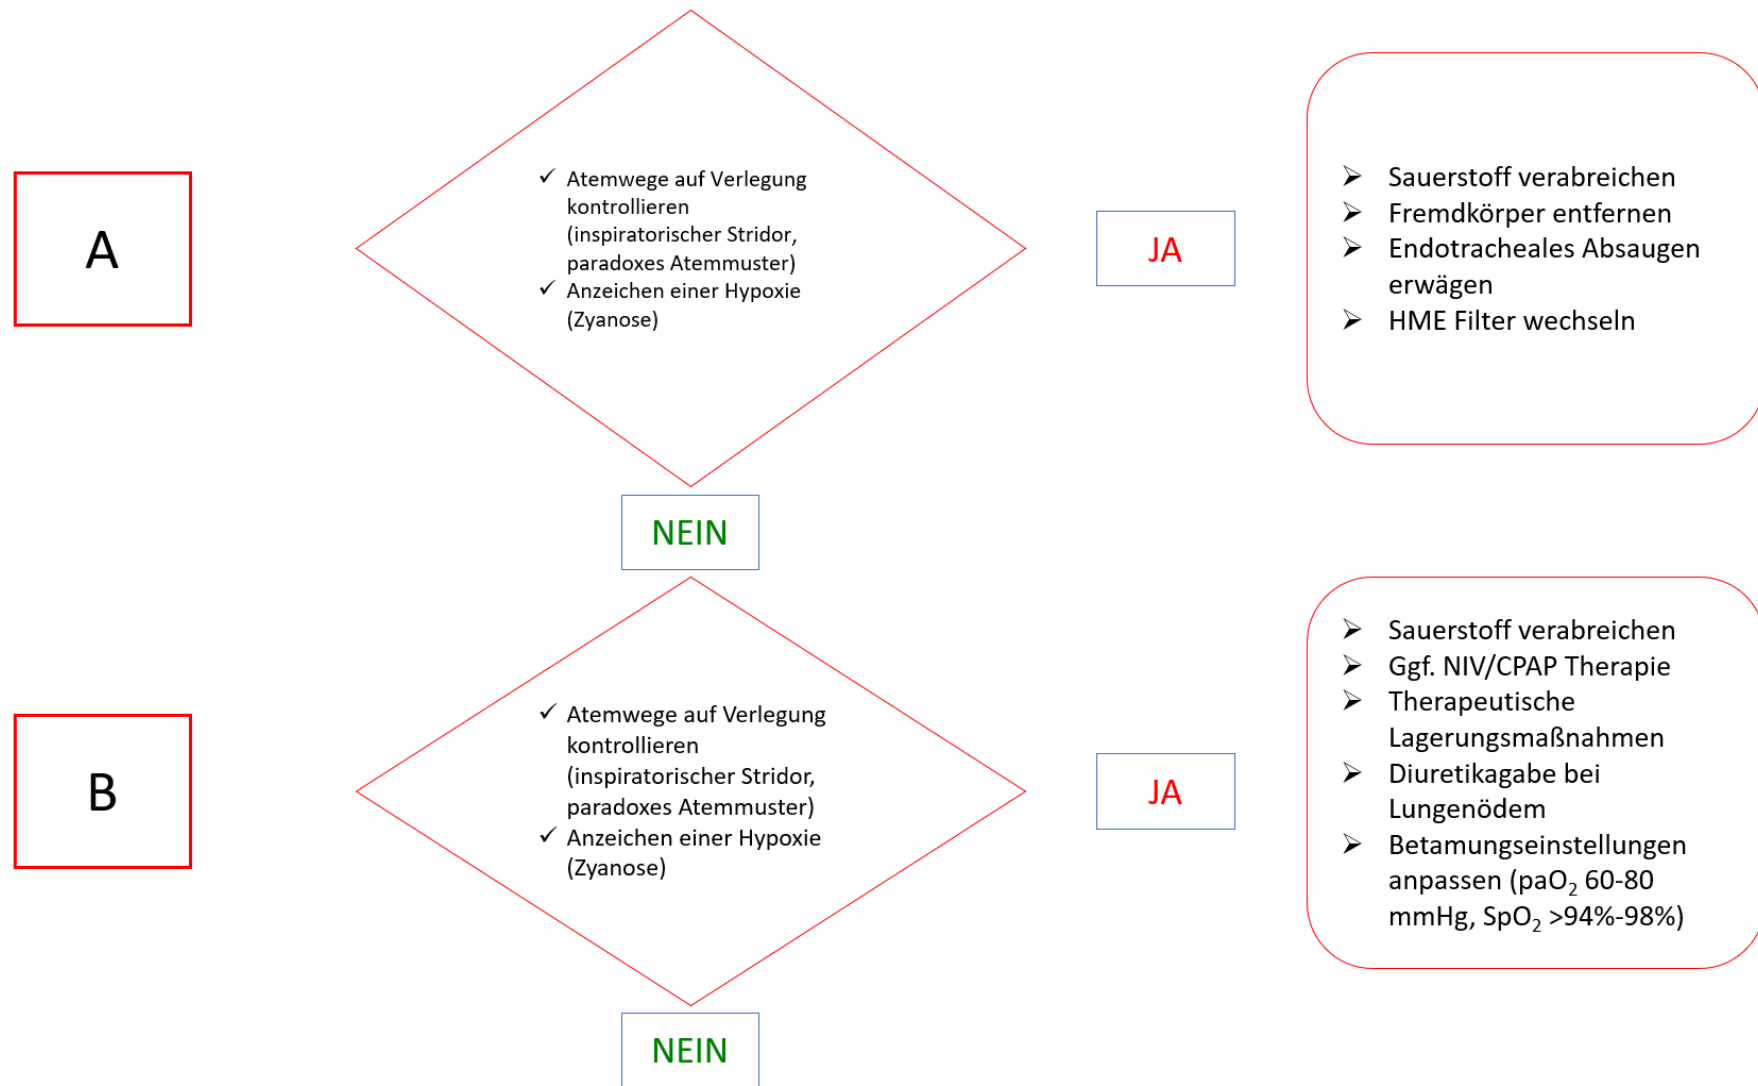 A
✓ Atemwege auf Verlegung
kontrollieren
(inspiratorischer Stridor,
paradoxes Atemmuster)
✓ Anzeichen einer Hypoxie
(Zyanose)
JA
➢ Sauerstoff verabreichen
➢ Fremdkörper entfernen
➢ Endotracheales Absaugen
erwägen
➢ HME Filter wechseln
NEIN
B
✓ Atemwege auf Verlegung
kontrollieren
(inspiratorischer Stridor,
paradoxes Atemmuster)
✓ Anzeichen einer Hypoxie
(Zyanose)
JA
➢ Sauerstoff verabreichen
➢ Ggf. NIV/CPAP Therapie
➢ Therapeutische
Lagerungsmaßnahmen
➢ Diuretikagabe bei
Lungenödem
➢ Betamungseinstellungen
anpassen (paO₂ 60-80
mmHg, SpO₂ >94%-98%)
NEIN